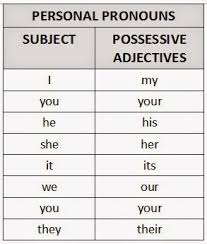 PERSONAL PRONOUNS
SUBJECT POSSESSIVE
ADJECTIVES
I my
you your
he his
she her
it its
we our
you your
they their